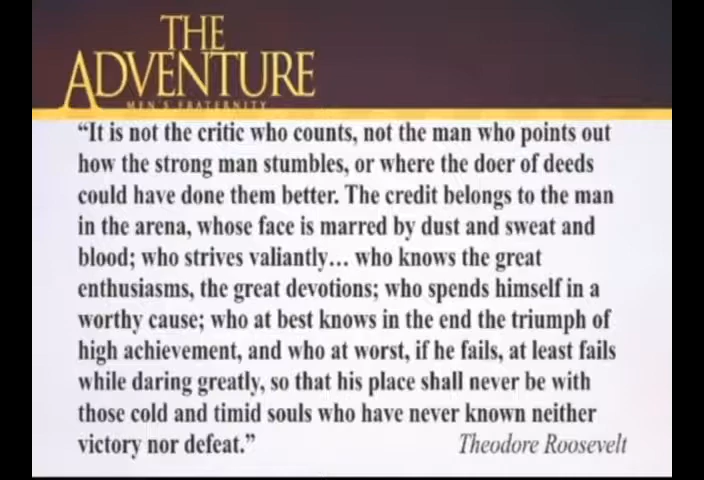 THE
ADVENTURE
MEN'S FRATERNITY
“It is not the critic who counts, not the man who points out
how the strong man stumbles, or where the doer of deeds
could have done them better. The credit belongs to the man
in the arena, whose face is marred by dust and sweat and
blood; who strives valiantly... who knows the great
enthusiasms, the great devotions; who spends himself in a
worthy cause; who at best knows in the end the triumph of
high achievement, and who at worst, if he fails, at least fails
while daring greatly, so that his place shall never be with
those cold and timid souls who have never known neither
victory nor defeat.” Theodore Roosevelt